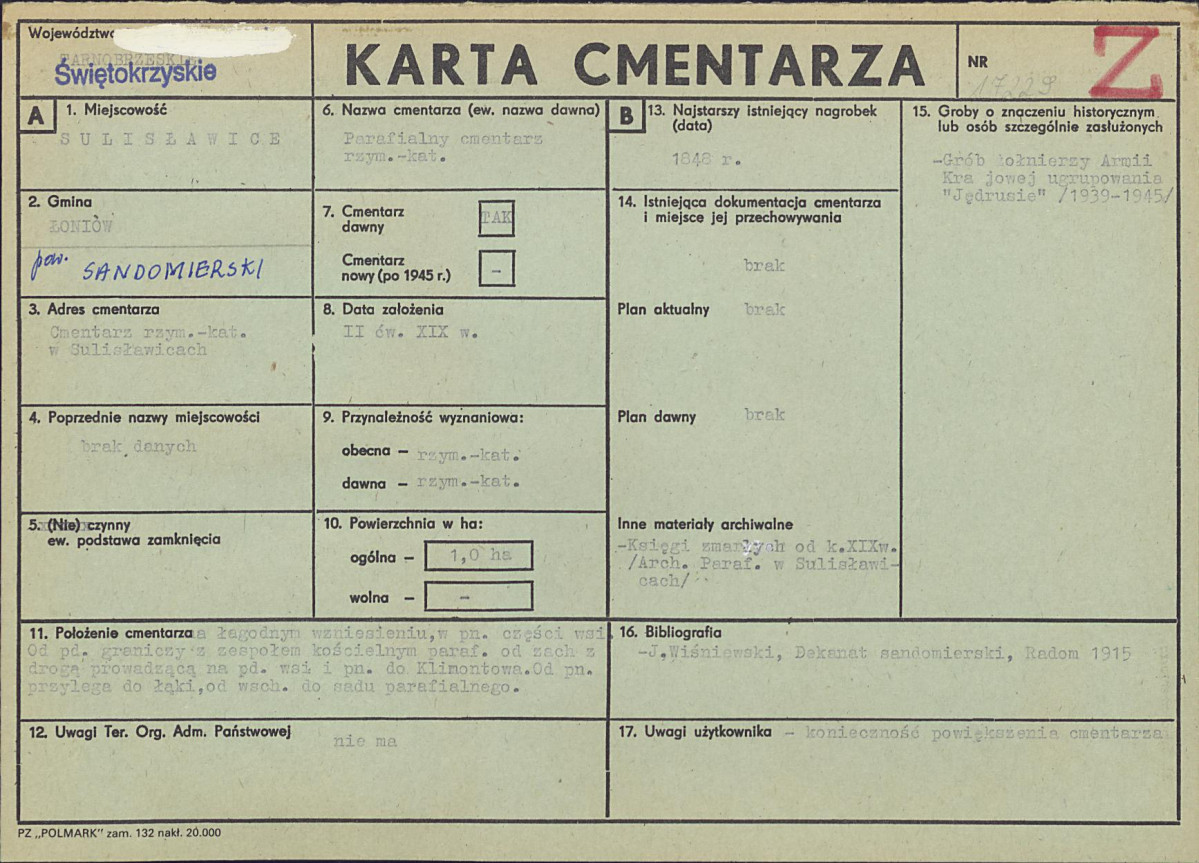 Województwo
TARNOBRZESKIE
Świętokrzyskie
KARTA CMENTARZA
NR
17229
Z
A
1. Miejscowość
SULISŁAWICE
2. Gmina
ŁONIÓW
pow. SANDOMIERSKI
3. Adres cmentarza
Cmentarz rzym.-kat.
w Sulisławicach
4. Poprzednie nazwy miejscowości
brak danych
5. (Nie) czynny
ew. podstawa zamknięcia
6. Nazwa cmentarza (ew. nazwa dawna)
Parafialny cmentarz
rzym.-kat.
7. Cmentarz
dawny
TAK
Cmentarz
nowy (po 1945 r.)
-
8. Data założenia
II ćw. XIX w.
9. Przynależność wyznaniowa:
obecna – rzym.-kat.
dawna – rzym.-kat.
10. Powierzchnia w ha:
ogólna – 1,0 ha
wolna – -
B
13. Najstarszy istniejący nagrobek
(data)
1848 r.
14. Istniejąca dokumentacja cmentarza
i miejsce jej przechowywania
brak
Plan aktualny brak
Plan dawny brak
Inne materiały archiwalne
-Księgi zmarłych od k.XIXw.
/Arch. Paraf. w Sulisławi-
cach/
15. Groby o znaczeniu historycznym
lub osób szczególnie zasłużonych
-Grób żołnierzy Armii
Kra jowej ugrupowania
"Jędrusie" /1939-1945/
11. Położenie cmentarza na łagodnym wzniesieniu,w pn. części wsi.
Od pd. graniczy z zespołem kościelnym paraf. od zach z
drogą prowadzącą na pd. wsi i pn. do Klimontowa.Od pn.
przylega do łąki,od wsch. do sadu parafialnego.
16. Bibliografia
-J.Wiśniewski, Dekanat sandomierski, Radom 1915
12. Uwagi Ter. Org. Adm. Państwowej
nie ma
17. Uwagi użytkownika - konieczność powiększenia cmentarza
PZ „POLMARK" zam. 132 nakł. 20.000